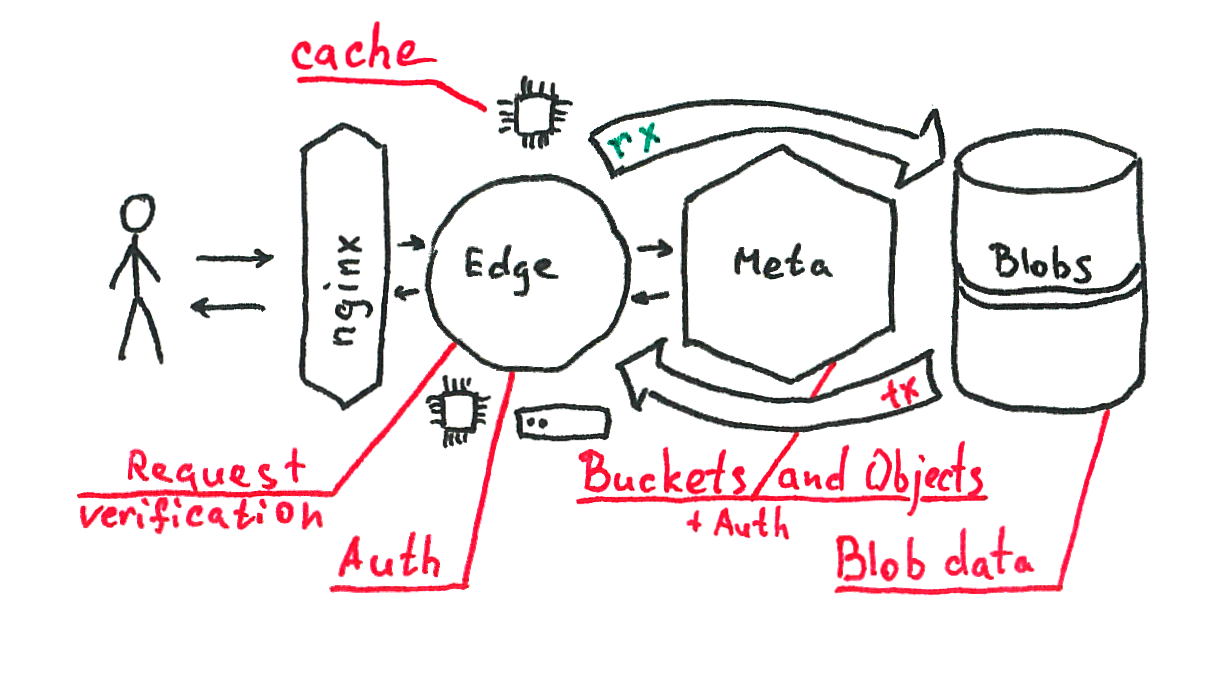 cache
rx
nginx
Edge
Meta
Blobs
tx
Request
verification
Buckets and Objects
+ Auth
Auth
Blob data